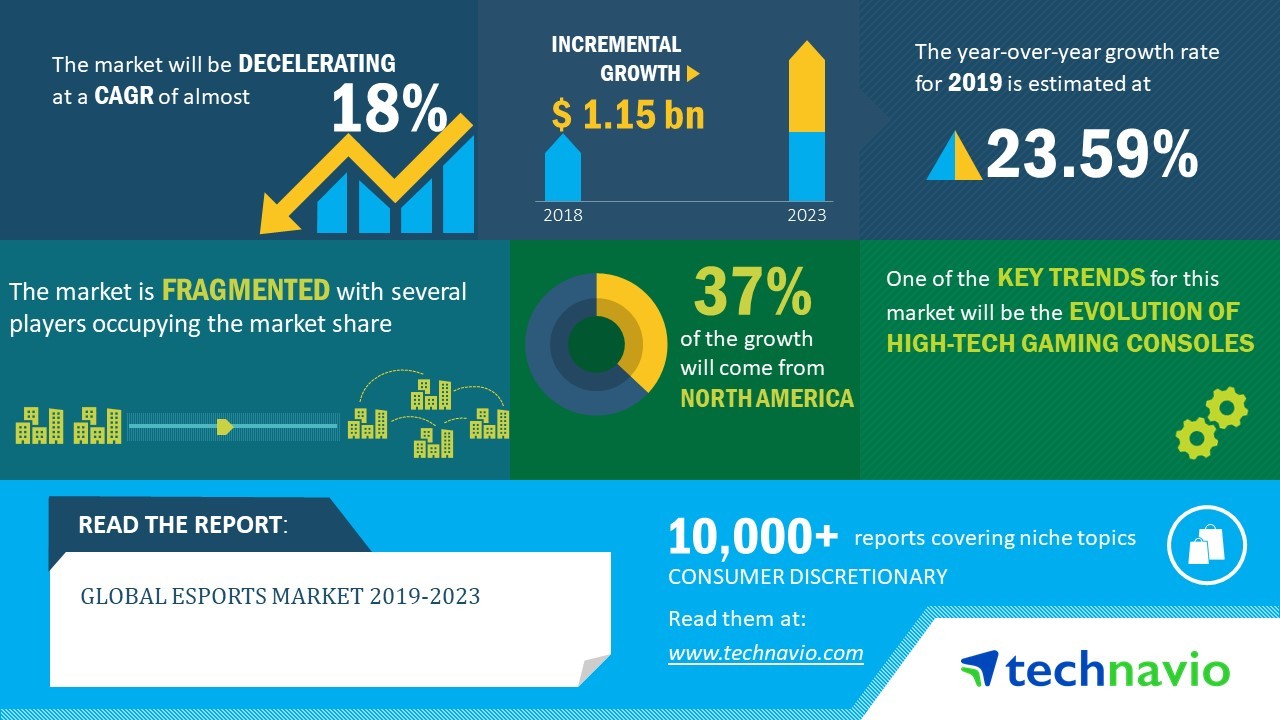 The market will be DECELERATING
at a CAGR of almost
18%
INCREMENTAL
GROWTH
$ 1.15 bn
2018
2023
The year-over-year growth rate
for 2019 is estimated at
23.59%
The market is FRAGMENTED with several
players occupying the market share
37%
of the growth
will come from
NORTH AMERICA
One of the KEY TRENDS for this
market will be the EVOLUTION OF
HIGH-TECH GAMING CONSOLES
READ THE REPORT:
GLOBAL ESPORTS MARKET 2019-2023
10,000+ reports covering niche topics
CONSUMER DISCRETIONARY
Read them at:
www.technavio.com
technavio